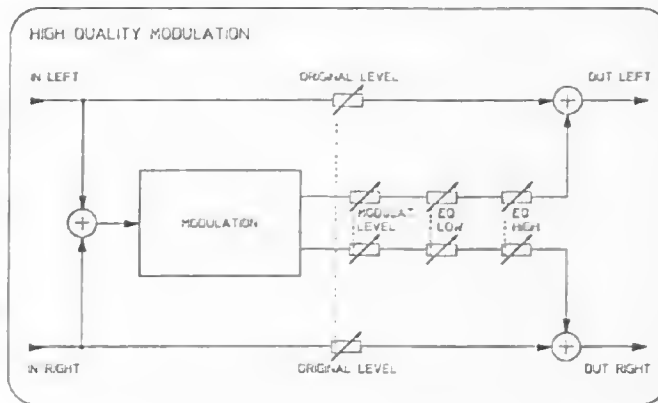 HIGH QUALITY MODULATION
IN LEFT
ORIGINAL LEVEL
OUT LEFT
MODULATION
MODULAT.
LEVEL
EQ
LOW
EQ
HIGH
IN RIGHT
ORIGINAL LEVEL
OUT RIGHT